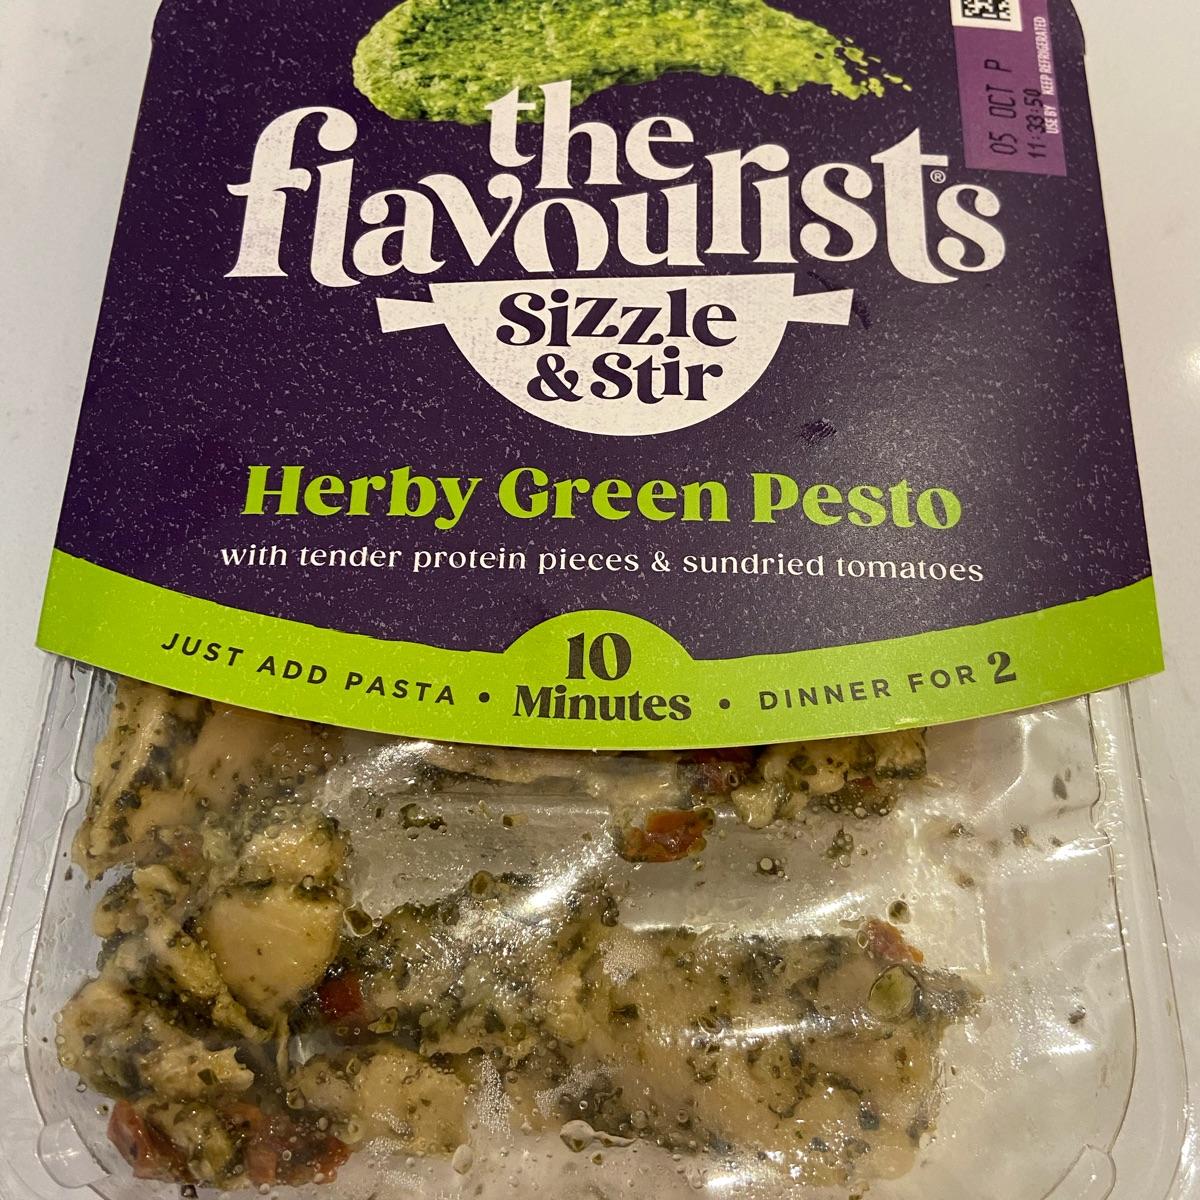 the
flavourists®
Sizzle
& Stir
Herby Green Pesto
with tender protein pieces & sundried tomatoes
JUST ADD PASTA • 10 Minutes • DINNER FOR 2
05 OCT P
11:33:50
USE BY KEEP REFRIGERATED